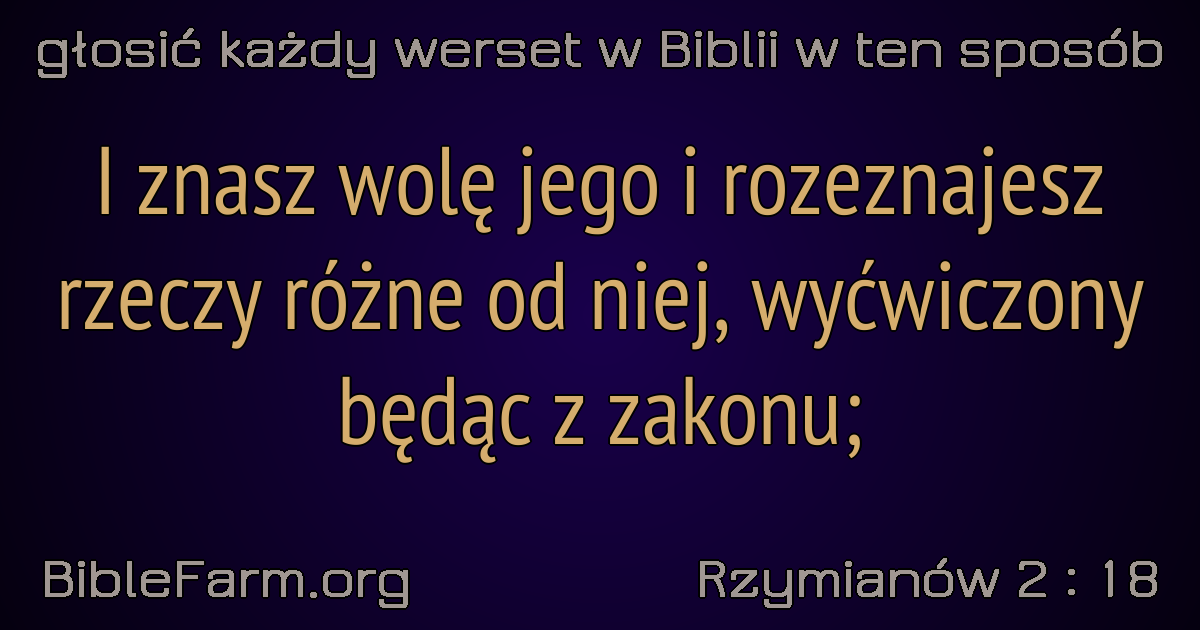 głosić każdy werset w Biblii w ten sposób
I znasz wolę jego i rozeznajesz
rzeczy różne od niej, wyćwiczony
będąc z zakonu;
BibleFarm.org
Rzymianów 2 : 18